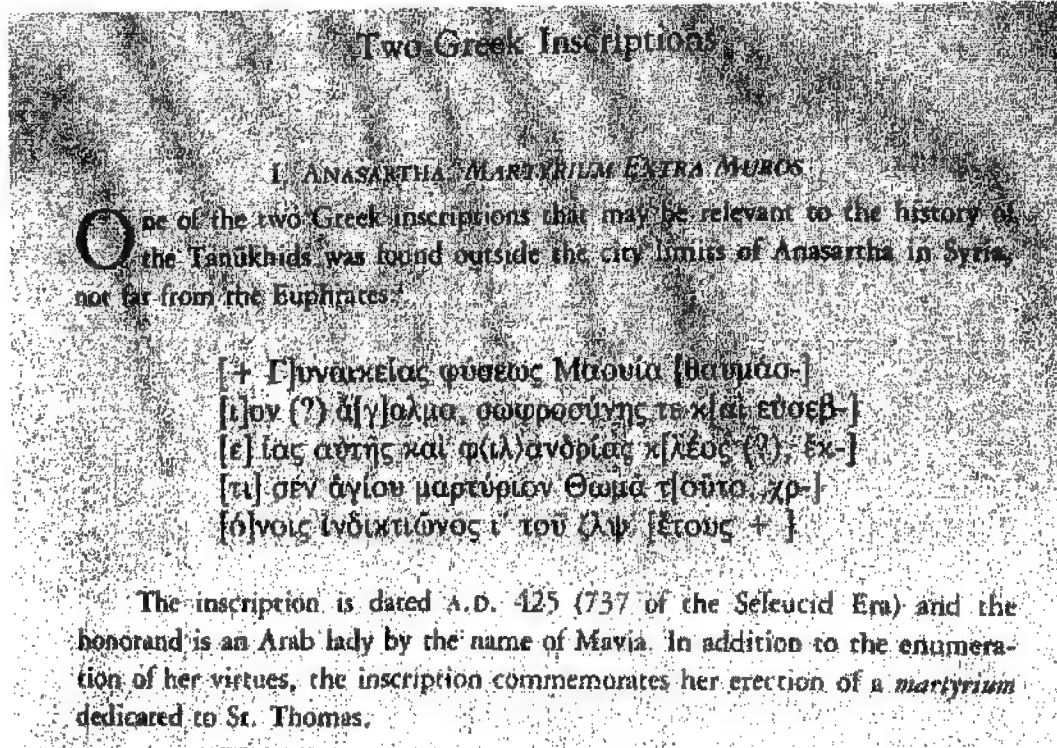 Two Greek Inscriptions
I. ANASARTHA: MARTYRIUM EXTRA MUROS
One of the two Greek inscriptions that may be relevant to the history of
the Tanūkhids was found outside the city limits of Anasartha in Syria,
not far from the Euphrates.¹
[+ Γ]υναικείας φύσεως Μαουία [θαυμάσ-]
[ι]ον (?) ἄ[γ]αλμα, σωφροσύνης τε κ[αὶ εὐσεβ-]
[ε] ίας αὐτῆς καὶ φ(ιλ)ανδρίας κ[λέος (?), ἔκ-]
[τι] σεν ἁγίου μαρτύριον Θωμᾶ τ[οῦτο, χρ-]
[ό]νοις ἰνδικτιῶνος ι´ τοῦ ζλψ´ [ἔτους + ]
The inscription is dated A.D. 425 (737 of the Seleucid Era) and the
honorand is an Arab lady by the name of Mavia. In addition to the enumera-
tion of her virtues, the inscription commemorates her erection of a martyrium
dedicated to St. Thomas.